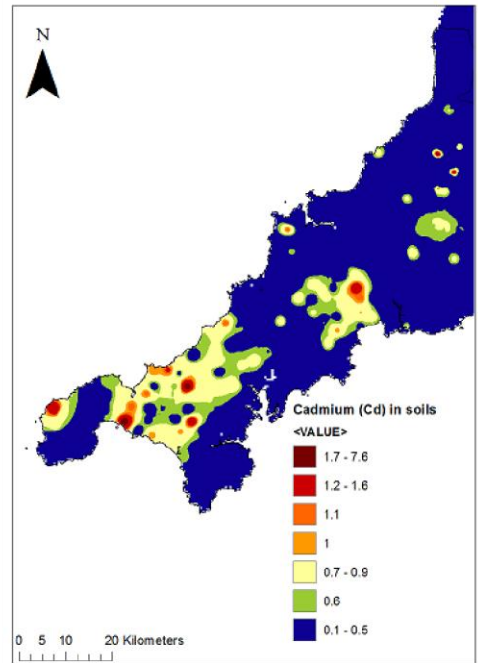 N
Cadmium (Cd) in soils
<VALUE>
1.7 - 7.6
1.2 - 1.6
1.1
1
0.7 - 0.9
0.6
0.1 - 0.5
0 5 10 20 Kilometers